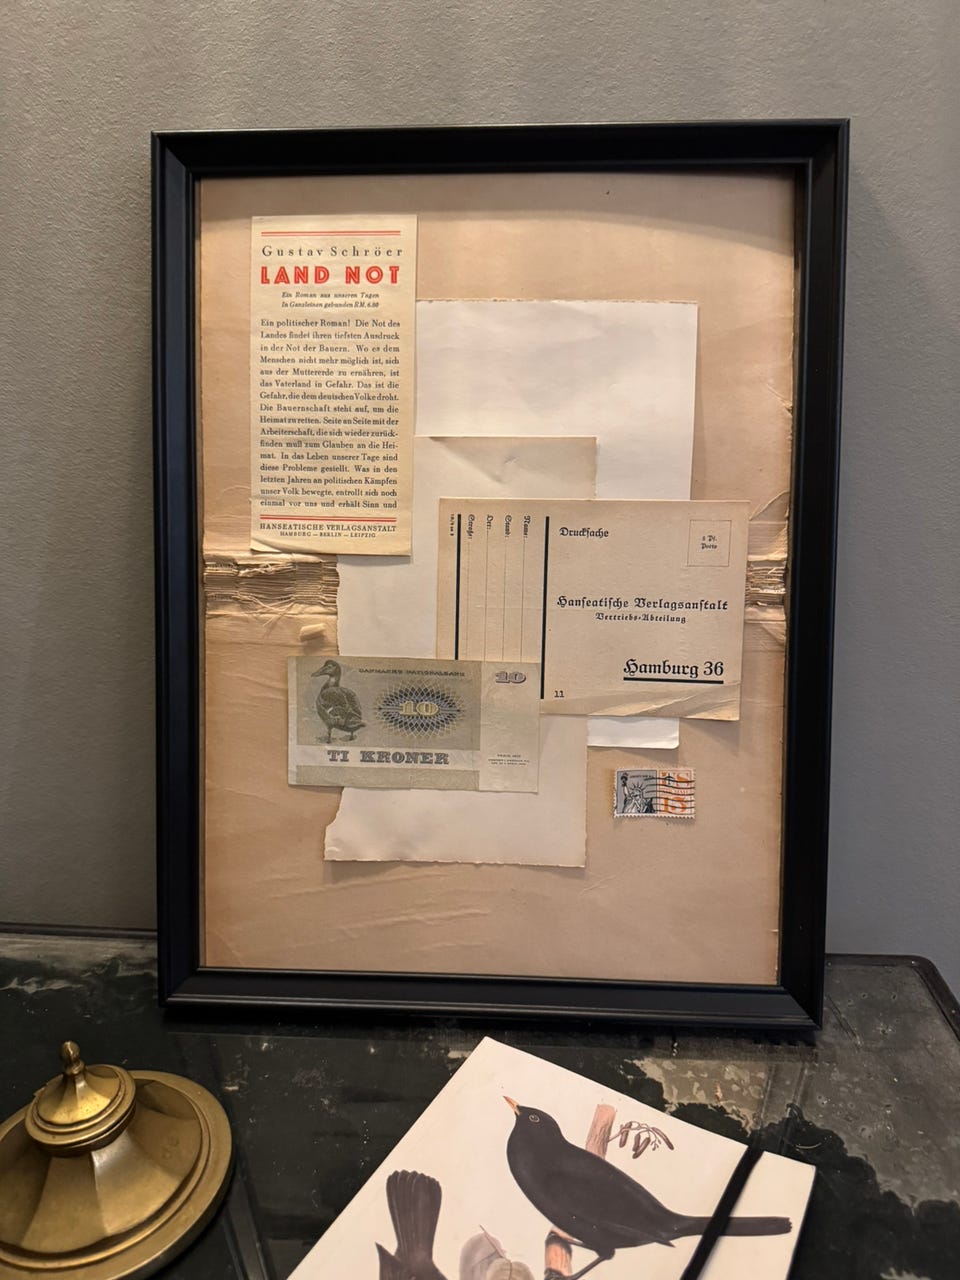 Gustav Schröer
LAND NOT
Ein Roman aus unseren Tagen
In Ganzleinen gebunden RM. 6.80
Ein politischer Roman! Die Not des
Landes findet ihren tiefsten Ausdruck
in der Not der Bauern. Wo es dem
Menschen nicht mehr möglich ist, sich
aus der Muttererde zu ernähren, ist
das Vaterland in Gefahr. Das ist die
Gefahr, die dem deutschen Volke droht.
Die Bauernschaft steht auf, um die
Heimat zu retten. Seite an Seite mit der
Arbeiterschaft, die sich wieder zurück-
finden muß zum Glauben an die Hei-
mat. In das Leben unserer Tage sind
diese Probleme gestellt. Was in den
letzten Jahren an politischen Kämpfen
unser Volk bewegte, entrollt sich noch
einmal vor uns und erhält Sinn und
HANSEATISCHE VERLAGSANSTALT
HAMBURG — BERLIN — LEIPZIG
Name:
Stand:
Ort:
Straße:
Drucksache
Porto
Hanseatische Verlagsanstalt
Vertriebs-Abteilung
Hamburg 36
11
DANMARKS NATIONALBANK
10
10
TI KRONER
US
15